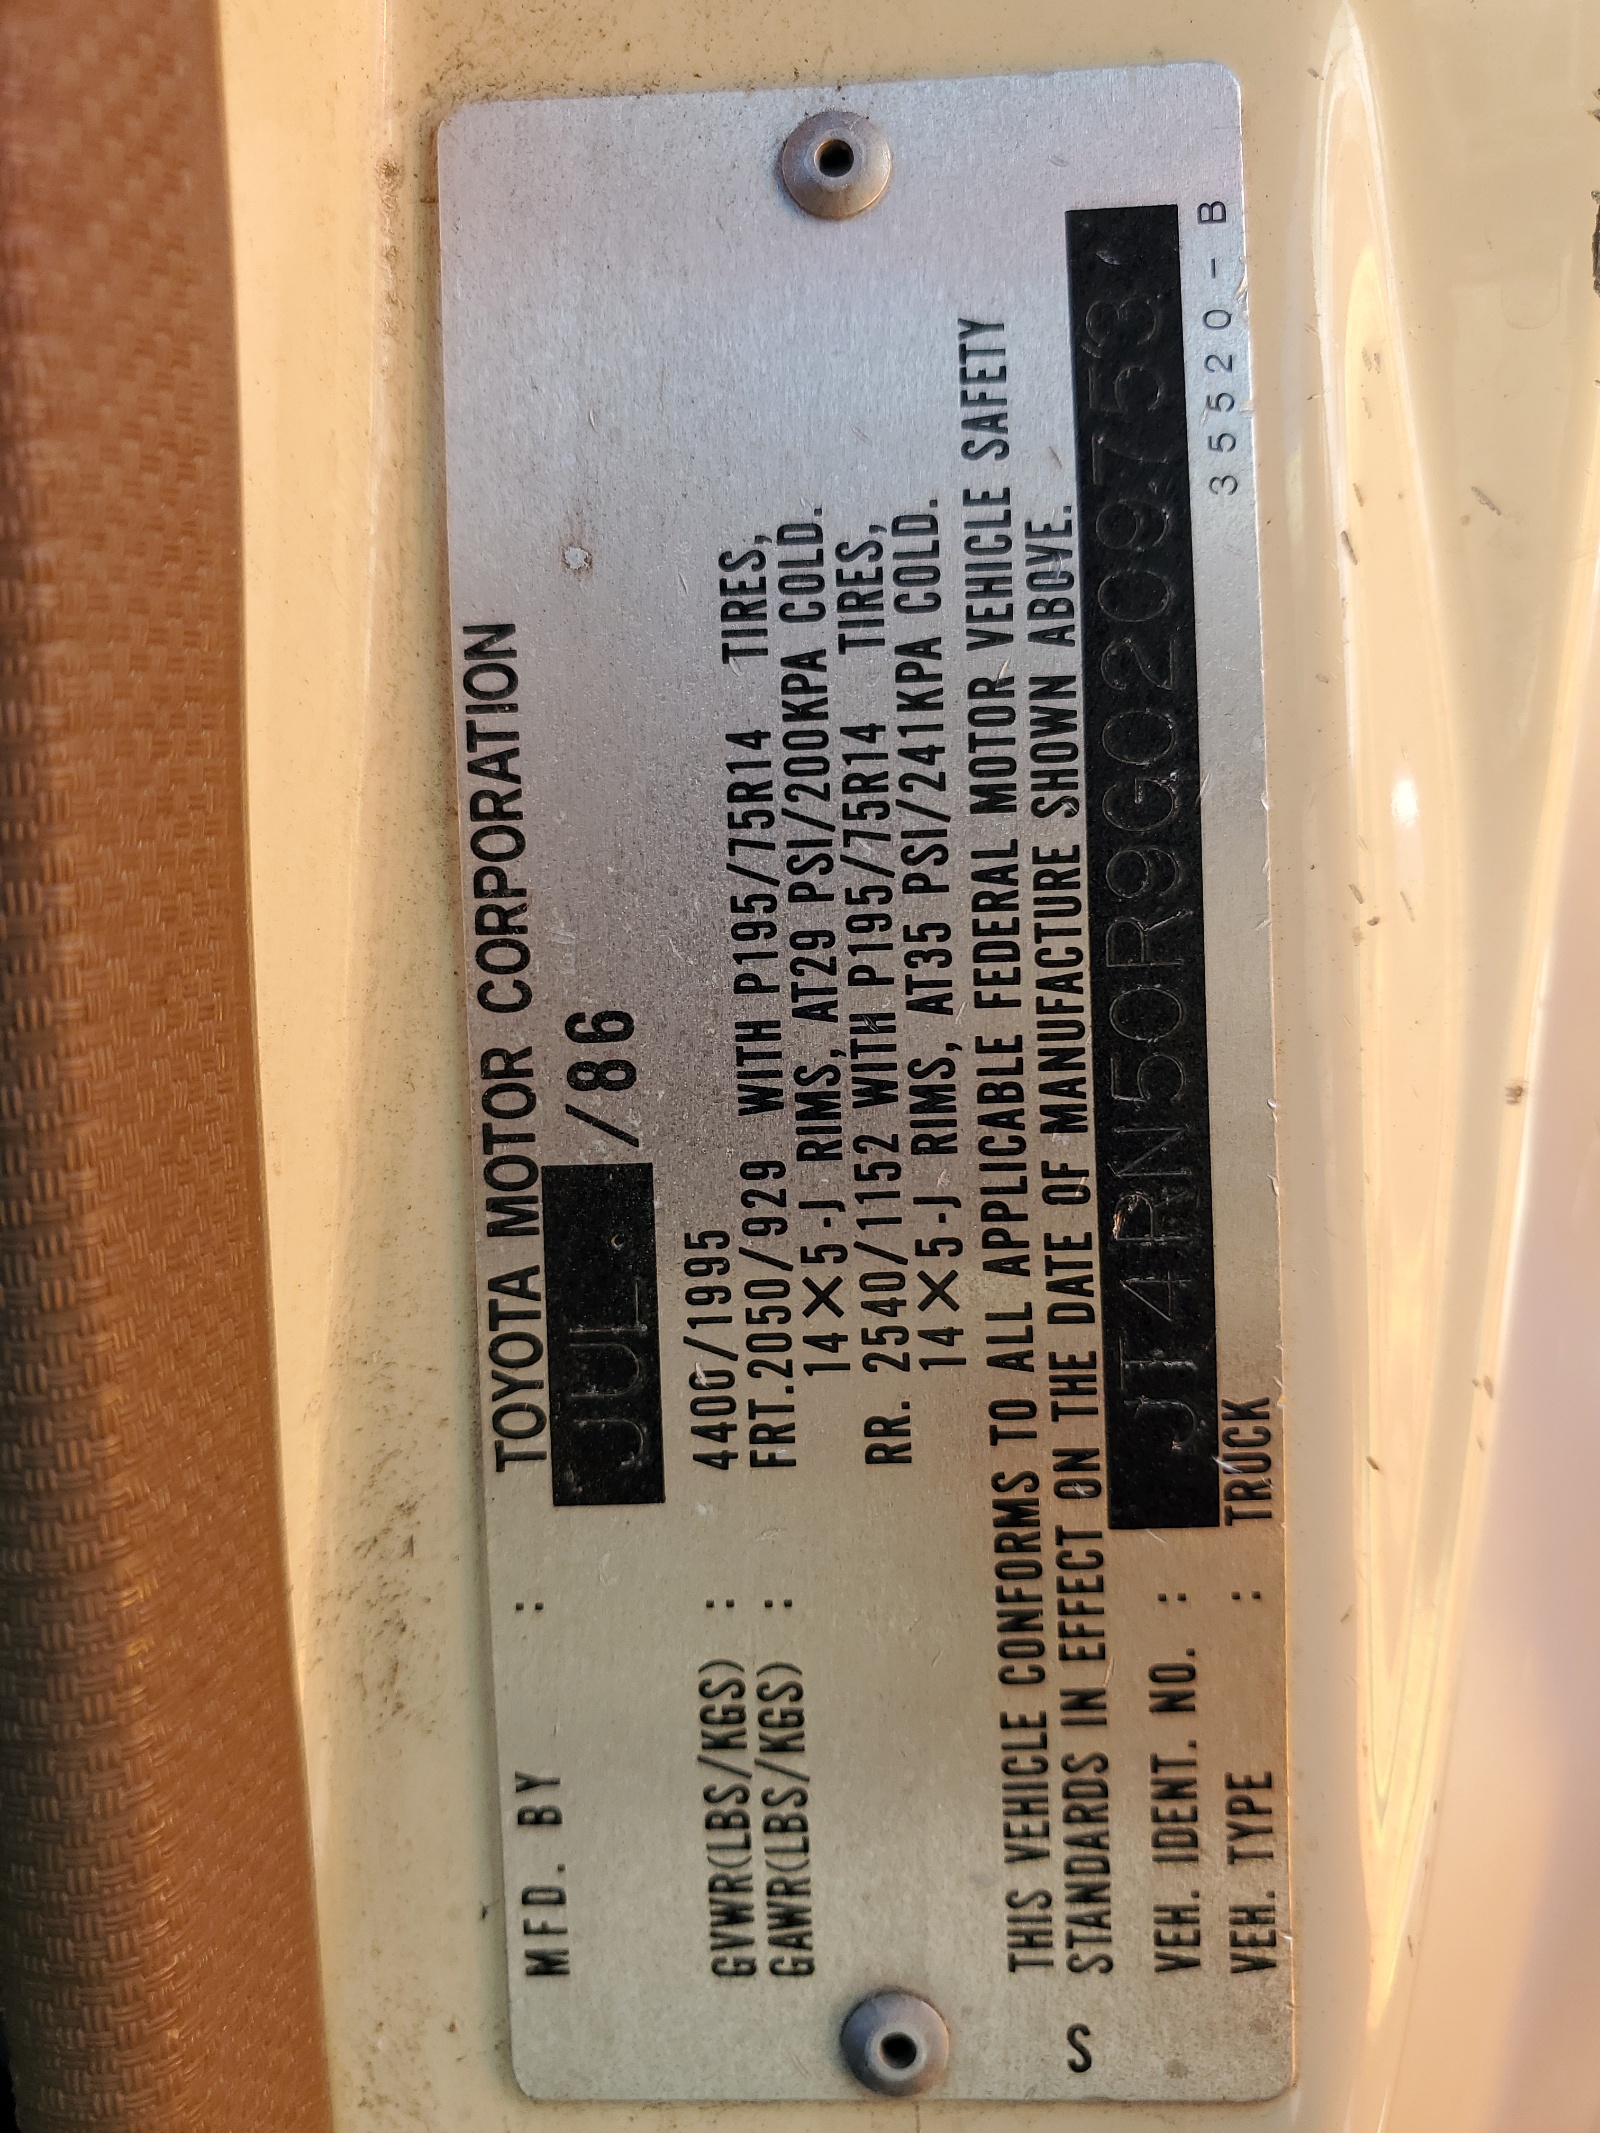 MFD. BY : TOYOTA MOTOR CORPORATION
JUL. /86
GVWR(LBS/KGS) : 4400/1995
GAWR(LBS/KGS) : FRT.2050/929 WITH P195/75R14 TIRES,
14×5-J RIMS, AT29 PSI/200KPA COLD.
RR. 2540/1152 WITH P195/75R14 TIRES,
14×5-J RIMS, AT35 PSI/241KPA COLD.
THIS VEHICLE CONFORMS TO ALL APPLICABLE FEDERAL MOTOR VEHICLE SAFETY
S STANDARDS IN EFFECT ON THE DATE OF MANUFACTURE SHOWN ABOVE.
VEH. IDENT. NO. : JT4RN50R9G0209753
VEH. TYPE : TRUCK 35520-B